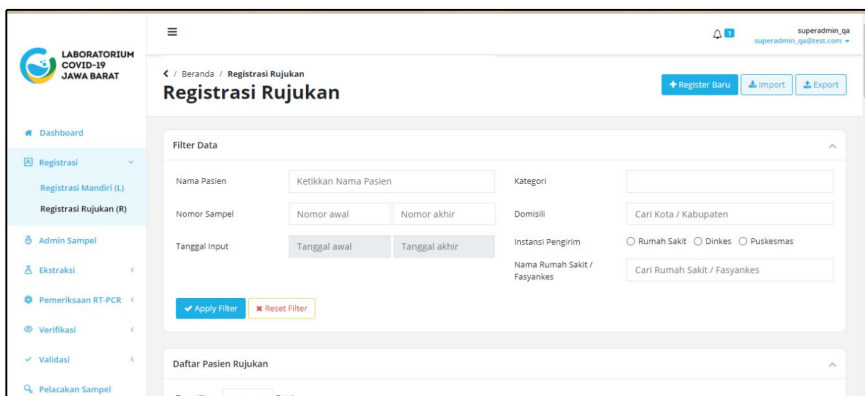 superadmin_qa
1
superadmin_qa@test.com
LABORATORIUM
COVID-19
JAWA BARAT
/ Beranda / Registrasi Rujukan
Registrasi Rujukan
Register Baru
Import
Export
Dashboard
Registrasi
Registrasi Mandiri (L)
Registrasi Rujukan (R)
Admin Sampel
Ekstraksi
Pemeriksaan RT-PCR
Verifikasi
Validasi
Pelacakan Sampel
Filter Data
Nama Pasien Ketikkan Nama Pasien
Nomor Sampel Nomor awal Nomor akhir
Tanggal Input Tanggal awal Tanggal akhir
Kategori
Domisili Cari Kota / Kabupaten
Instansi Pengirim Rumah Sakit Dinkes Puskesmas
Nama Rumah Sakit /
Fasyankes
Cari Rumah Sakit / Fasyankes
Apply Filter Reset Filter
Daftar Pasien Rujukan